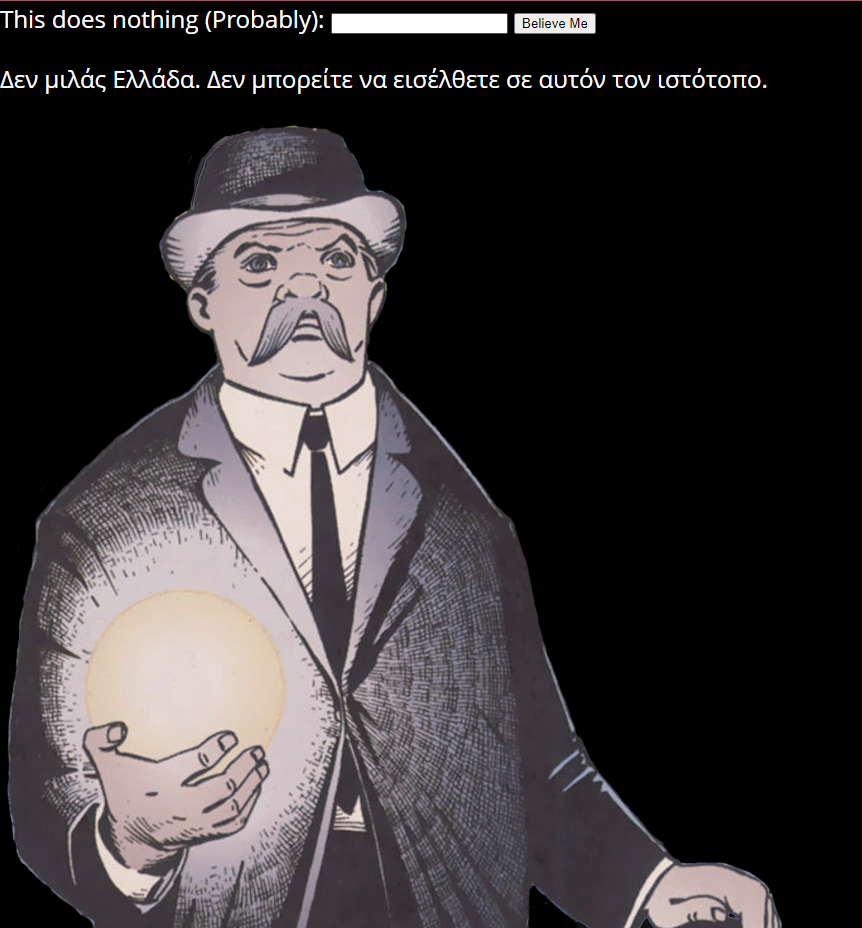 This does nothing (Probably): Believe Me
Δεν μιλάς Ελλάδα. Δεν μπορείτε να εισέλθετε σε αυτόν τον ιστότοπο.